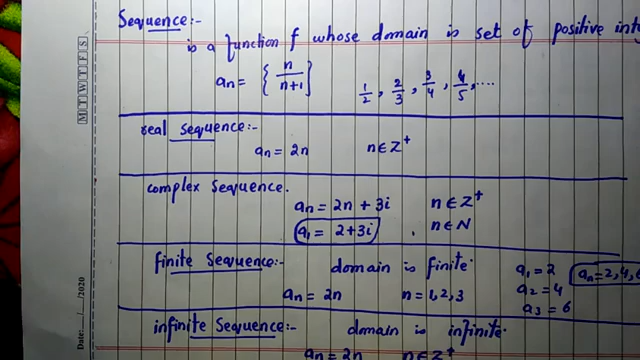 Sequence:-
is a function f whose domain is set of positive
an = { n/n+1 } 1/2, 2/3, 3/4, 4/5, ....
real sequence:-
an = 2n n∈Z+
complex sequence.
an = 2n + 3i n∈Z+
a1 = 2+3i , n∈N
finite sequence:- domain is finite.
a1 = 2 an = 2, 4, 6
an = 2n n = 1, 2, 3 a2 = 4
a3 = 6
infinite sequence:- domain is infinite.
an = 2n n∈Z+
MTWTFS
Date: / /2020